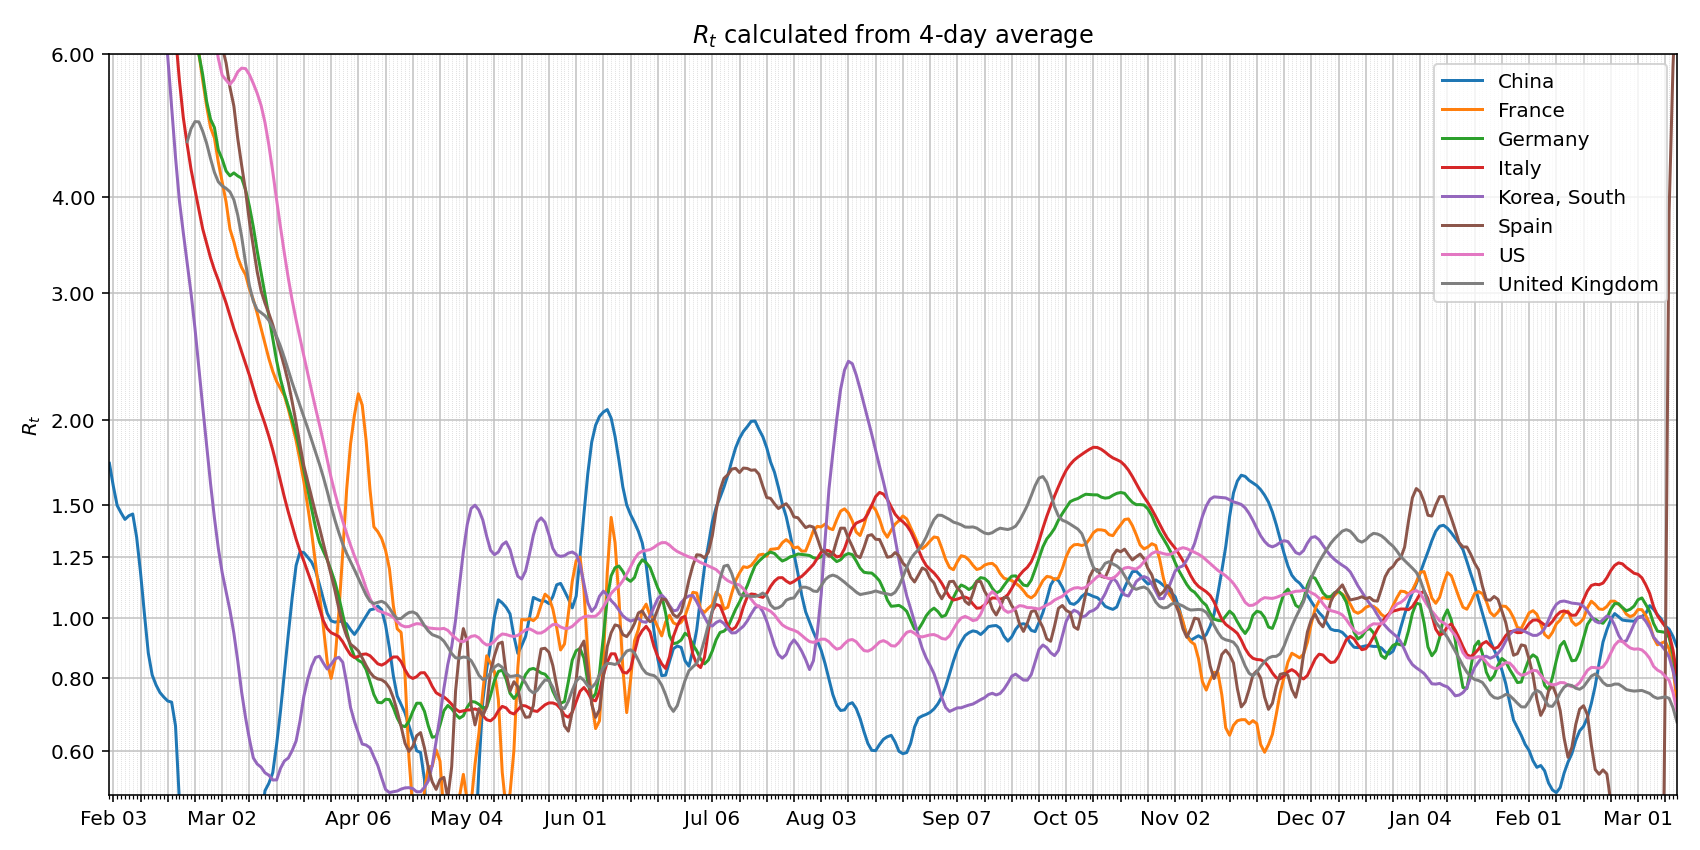 R_t calculated from 4-day average
6.00
4.00
3.00
2.00
1.50
1.25
1.00
0.80
0.60
R_t
China
France
Germany
Italy
Korea, South
Spain
US
United Kingdom
Feb 03 Mar 02 Apr 06 May 04 Jun 01 Jul 06 Aug 03 Sep 07 Oct 05 Nov 02 Dec 07 Jan 04 Feb 01 Mar 01